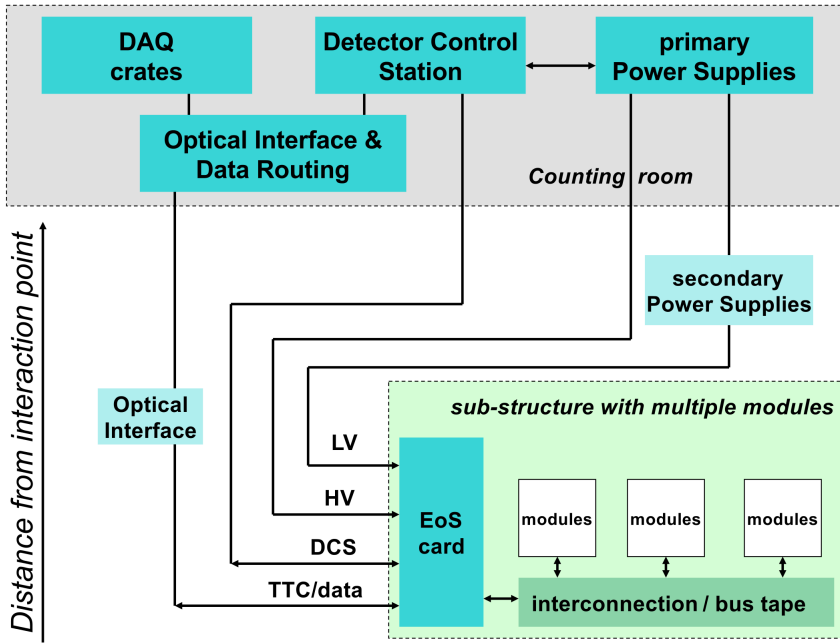 DAQ
crates
Detector Control
Station
primary
Power Supplies
Optical Interface &
Data Routing
Counting room
Distance from interaction point
secondary
Power Supplies
Optical
Interface
sub-structure with multiple modules
LV
HV
DCS
TTC/data
EoS
card
modules
modules
modules
interconnection / bus tape